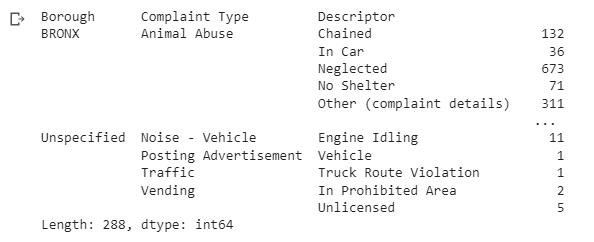 Borough Complaint Type Descriptor
BRONX Animal Abuse Chained 132
In Car 36
Neglected 673
No Shelter 71
Other (complaint details) 311
...
Unspecified Noise - Vehicle Engine Idling 11
Posting Advertisement Vehicle 1
Traffic Truck Route Violation 1
Vending In Prohibited Area 2
Unlicensed 5
Length: 288, dtype: int64